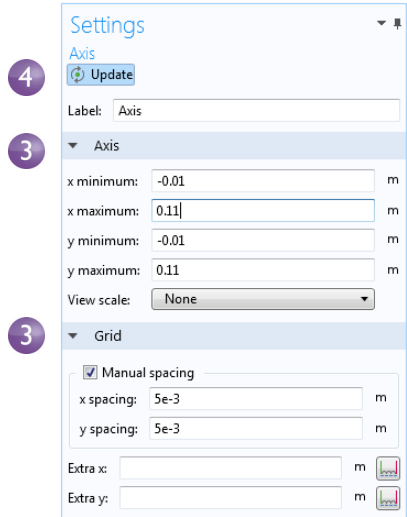 Settings
Axis
4 Update
Label: Axis
3 Axis
x minimum: -0.01 m
x maximum: 0.11 m
y minimum: -0.01 m
y maximum: 0.11 m
View scale: None
3 Grid
Manual spacing
x spacing: 5e-3 m
y spacing: 5e-3 m
Extra x: m
Extra y: m